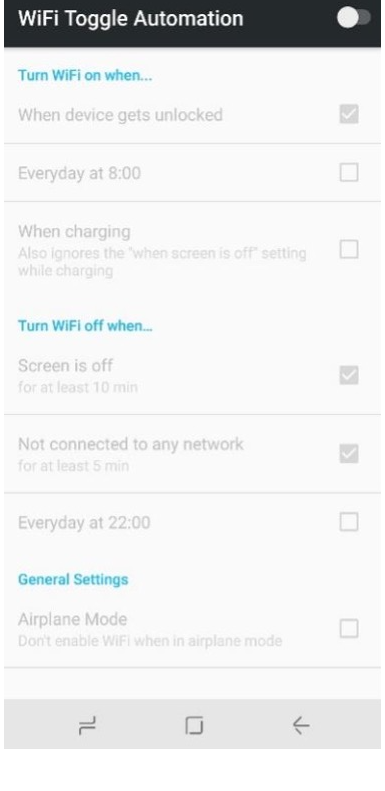 WiFi Toggle Automation
Turn WiFi on when...
When device gets unlocked
Everyday at 8:00
When charging
Also ignores the "when screen is off" setting
while charging
Turn WiFi off when...
Screen is off
for at least 10 min
Not connected to any network
for at least 5 min
Everyday at 22:00
General Settings
Airplane Mode
Don't enable WiFi when in airplane mode